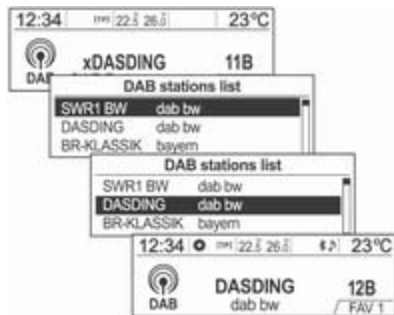 12:34 22.5 26.5 23°C
xDASDING 11B
DAB
DAB stations list
SWR1 BW dab bw
DASDING dab bw
BR-KLASSIK bayern
DAB stations list
SWR1 BW dab bw
DASDING dab bw
BR-KLASSIK bayern
12:34 22.5 26.5 23°C
DASDING 12B
DAB dab bw FAV 1